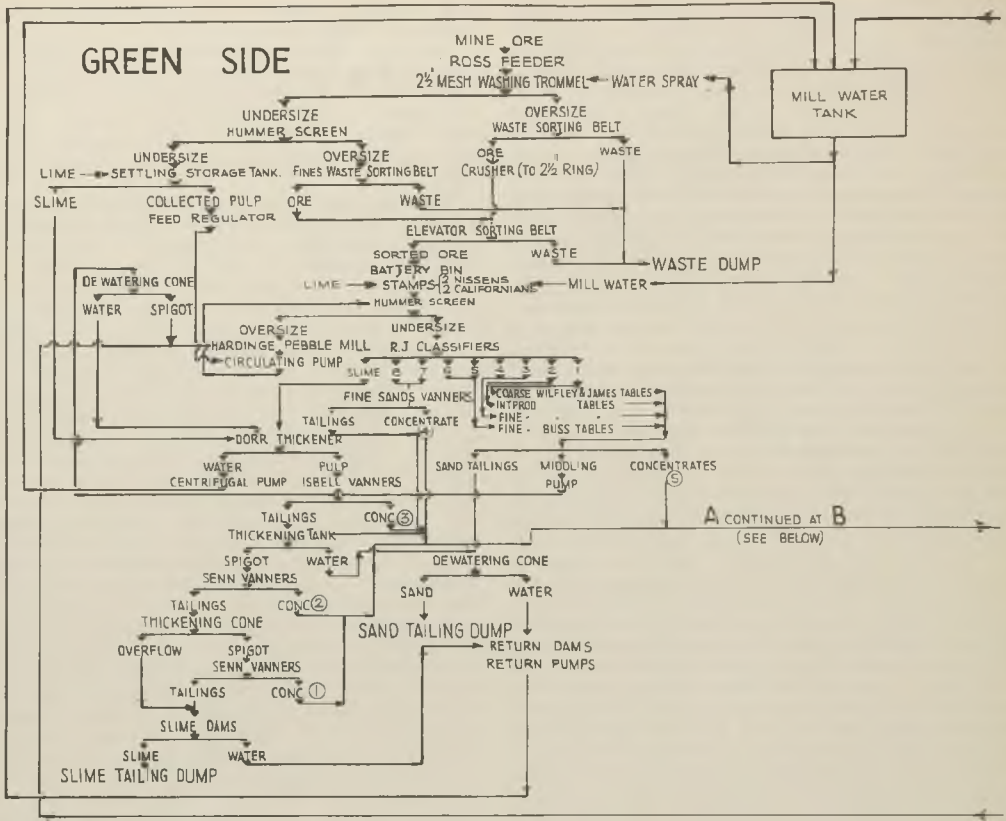 GREEN SIDE
MINE ORE
ROSS FEEDER
2½" MESH WASHING TROMMEL WATER SPRAY
MILL WATER
TANK
UNDERSIZE
HUMMER SCREEN
OVERSIZE
WASTE SORTING BELT
UNDERSIZE
OVERSIZE
ORE
WASTE
LIME SETTLING STORAGE TANK. FINES WASTE SORTING BELT
CRUSHER (TO 2½" RING)
SLIME
COLLECTED PULP
FEED REGULATOR
ORE
WASTE
ELEVATOR SORTING BELT
SORTED ORE
WASTE
BATTERY BIN
WASTE DUMP
LIME STAMPS {2 NISSENS
2 CALIFORNIANS
MILL WATER
HUMMER SCREEN
DEWATERING CONE
WATER
SPIGOT
OVERSIZE
UNDERSIZE
HARDINGE PEBBLE MILL
R.J CLASSIFIERS
CIRCULATING PUMP
SLIME 8 7 6 5 4 3 2 1
FINE SANDS VANNERS
COARSE WILFLEY & JAMES TABLES
INTPROD TABLES
FINE - -
FINE - BUSS TABLES
TAILINGS
CONCENTRATE
④
DORR THICKENER
WATER
PULP
CENTRIFUGAL PUMP
ISBELL VANNERS
SAND TAILINGS
MIDDLING
PUMP
CONCENTRATES
⑤
TAILINGS
CONC ③
THICKENING TANK
A CONTINUED AT B
(SEE BELOW)
SPIGOT
WATER
SENN VANNERS
DEWATERING CONE
SAND
WATER
TAILINGS
CONC ②
THICKENING CONE
SAND TAILING DUMP
OVERFLOW
SPIGOT
RETURN DAMS
RETURN PUMPS
SENN VANNERS
TAILINGS
CONC ①
SLIME DAMS
SLIME
WATER
SLIME TAILING DUMP